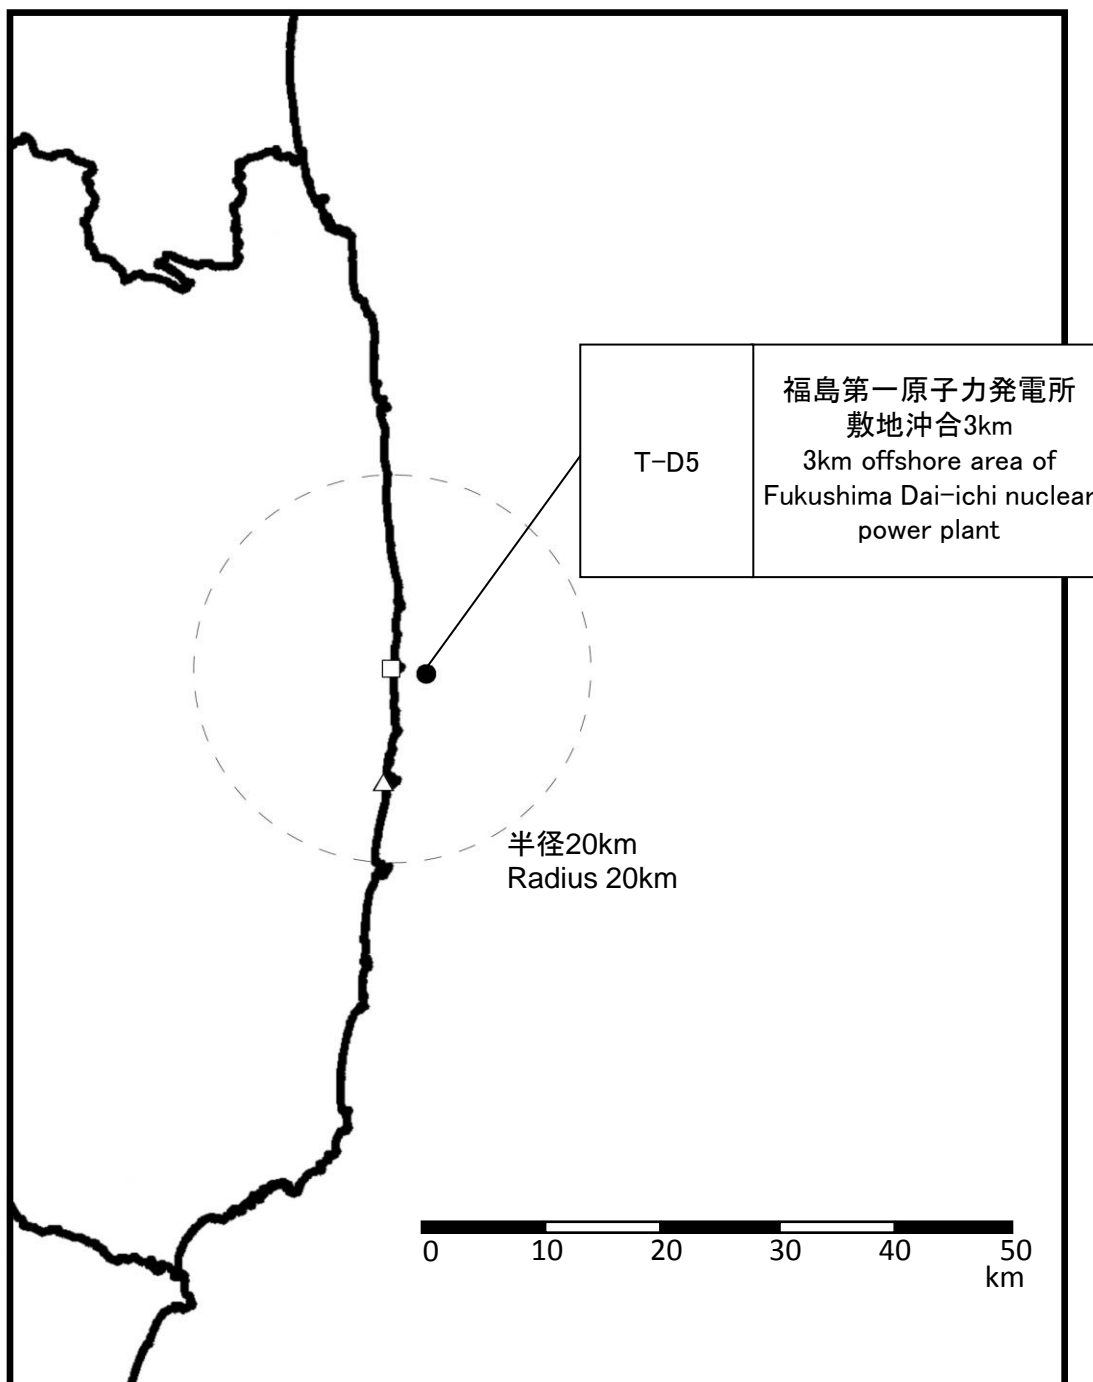 T-D5
福島第一原子力発電所
敷地沖合3km
3km offshore area of
Fukushima Dai-ichi nuclear
power plant
半径20km
Radius 20km
0 10 20 30 40 50
km